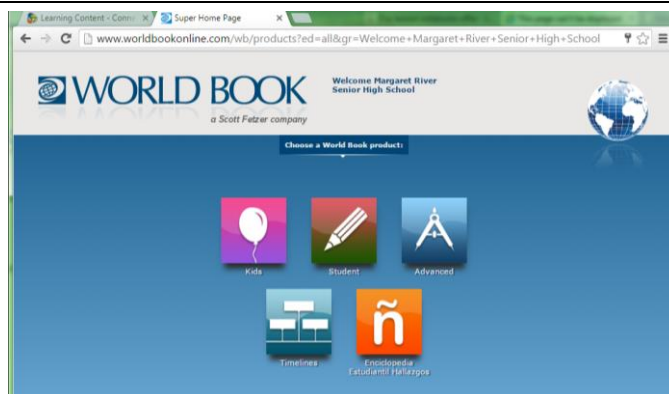 Learning Content - Conne
Super Home Page
www.worldbookonline.com/wb/products?ed=all&gr=Welcome+Margaret+River+Senior+High+School
WORLD BOOK
a Scott Fetzer company
Welcome Margaret River
Senior High School
Choose a World Book product:
Kids
Student
Advanced
ñ
Timelines
Enciclopedia
Estudiantil Hallazgos